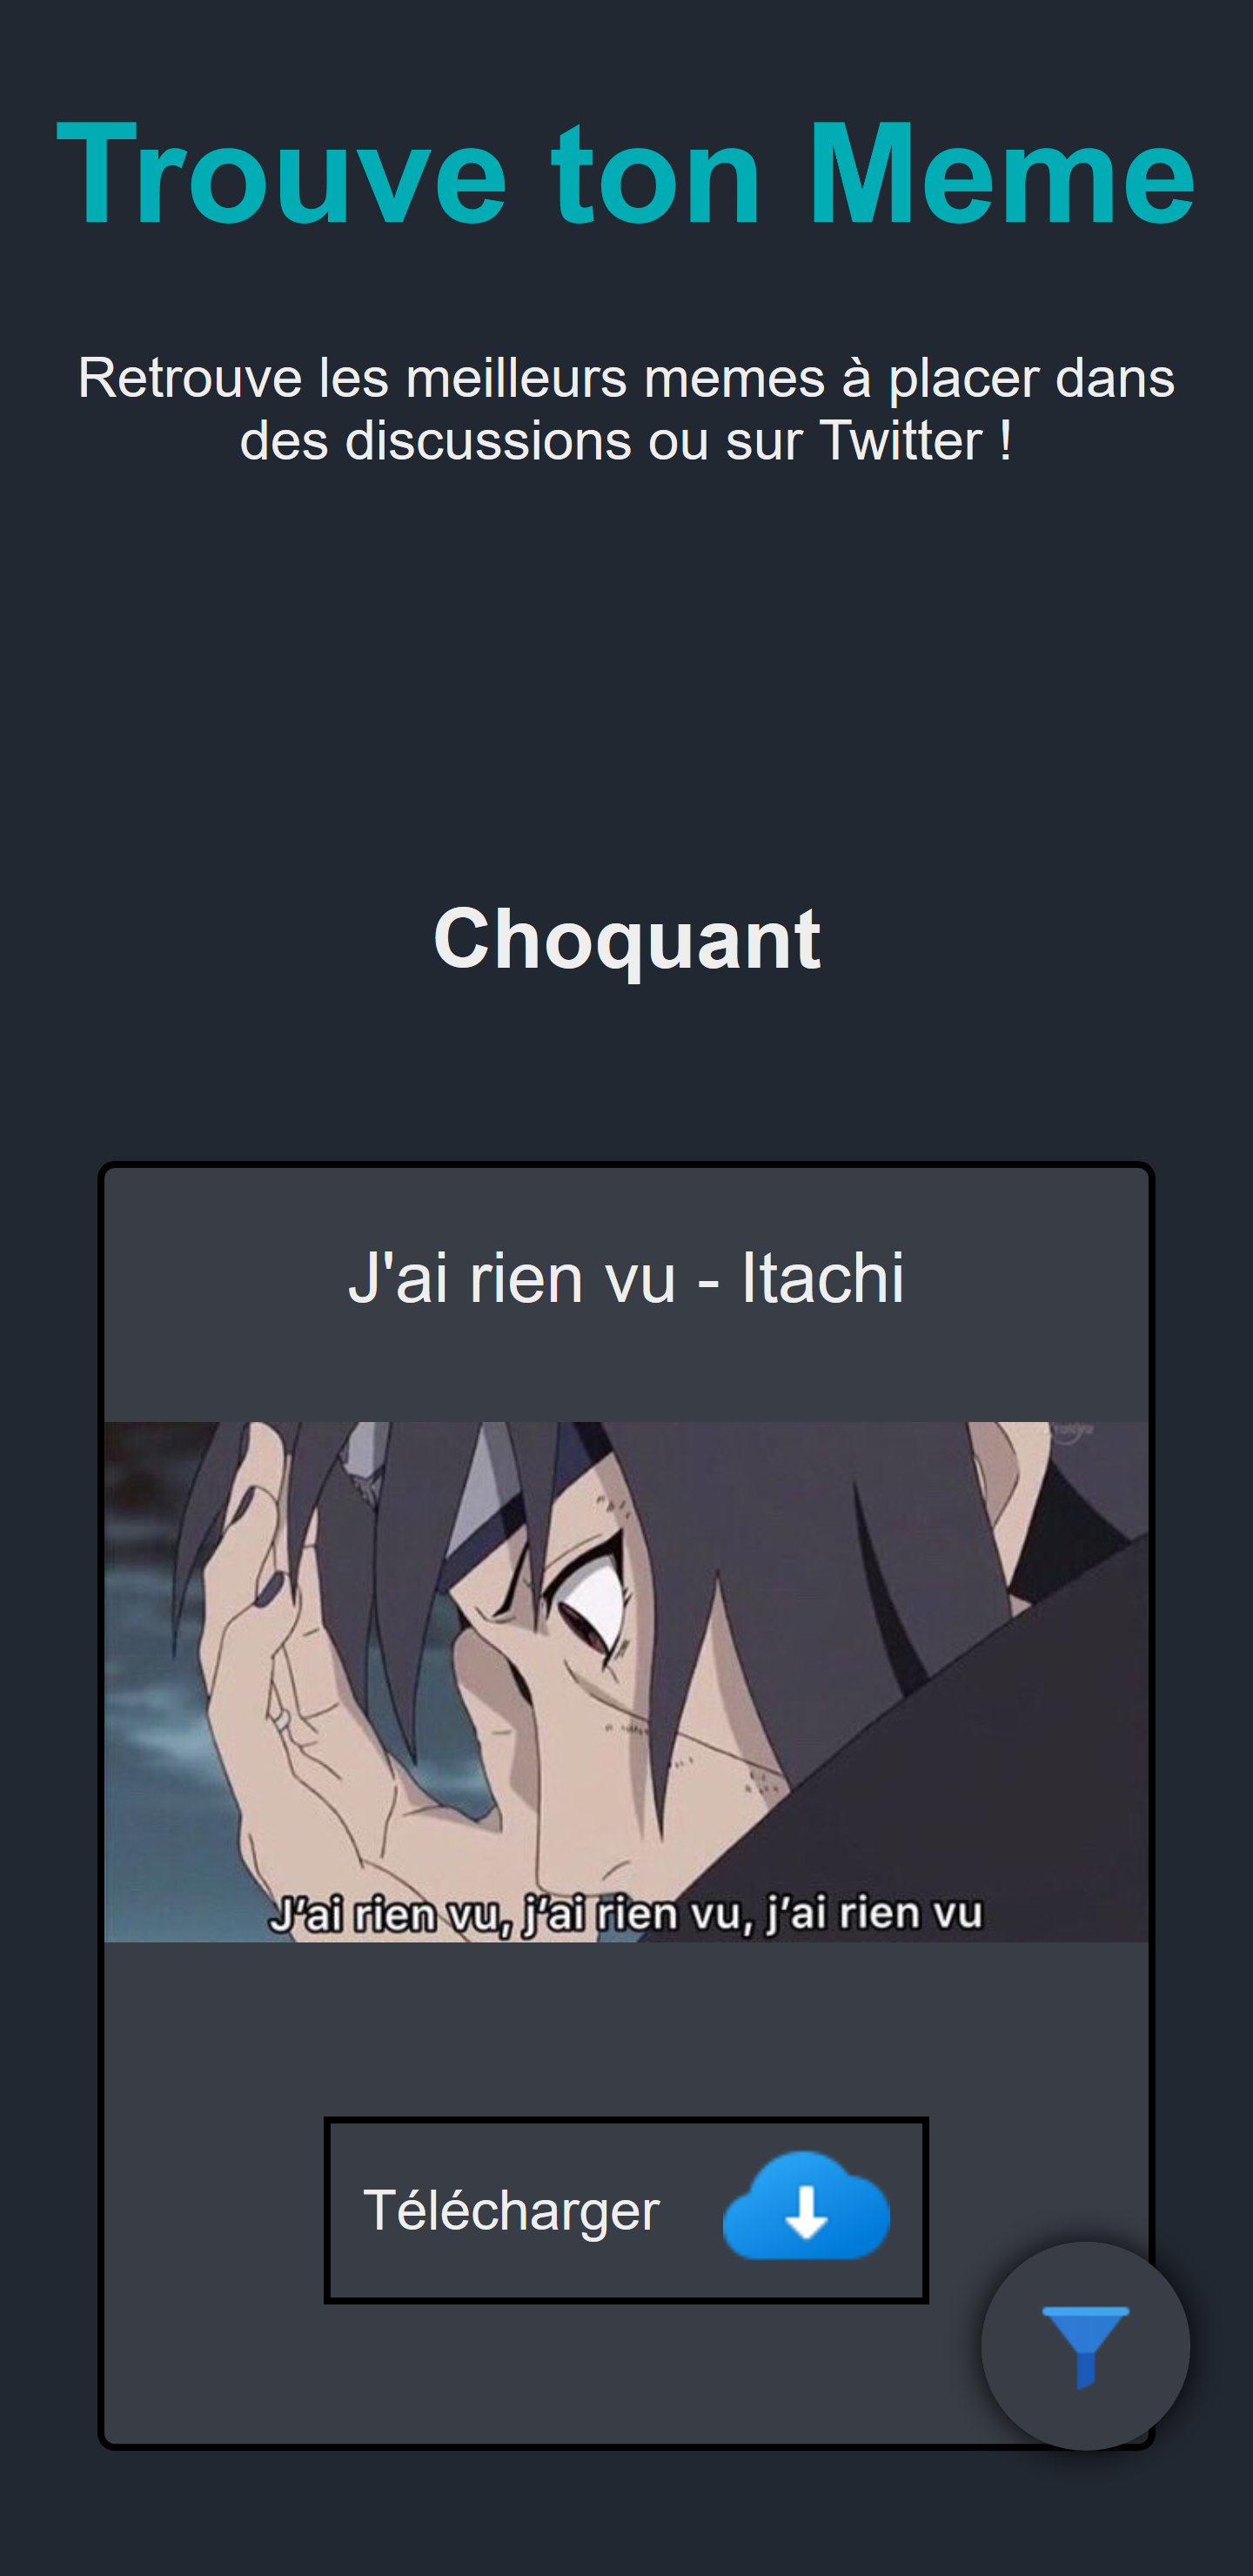 Trouve ton Meme
Retrouve les meilleurs memes à placer dans
des discussions ou sur Twitter !
Choquant
J'ai rien vu - Itachi
J'ai rien vu, j'ai rien vu, j'ai rien vu
Télécharger